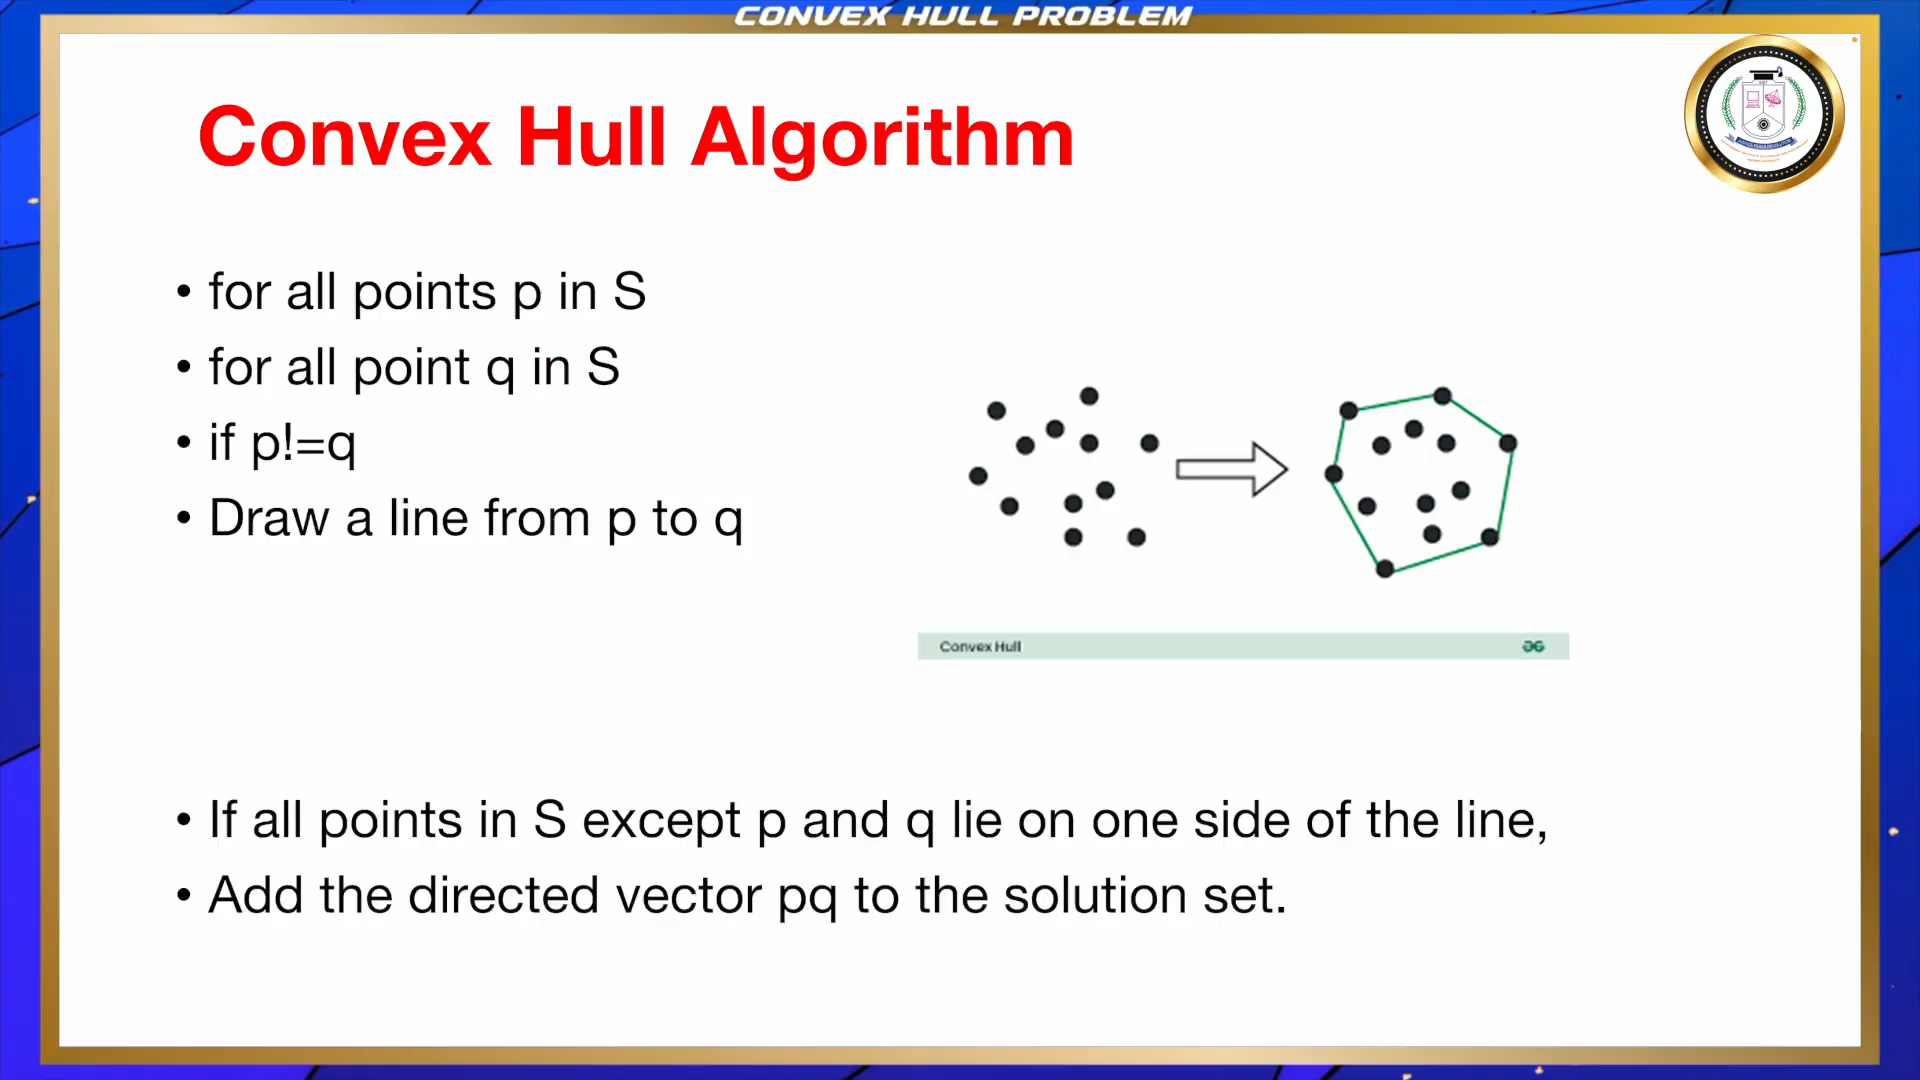 CONVEX HULL PROBLEM
Convex Hull Algorithm
• for all points p in S
• for all point q in S
• if p!=q
• Draw a line from p to q
Convex Hull
• If all points in S except p and q lie on one side of the line,
• Add the directed vector pq to the solution set.